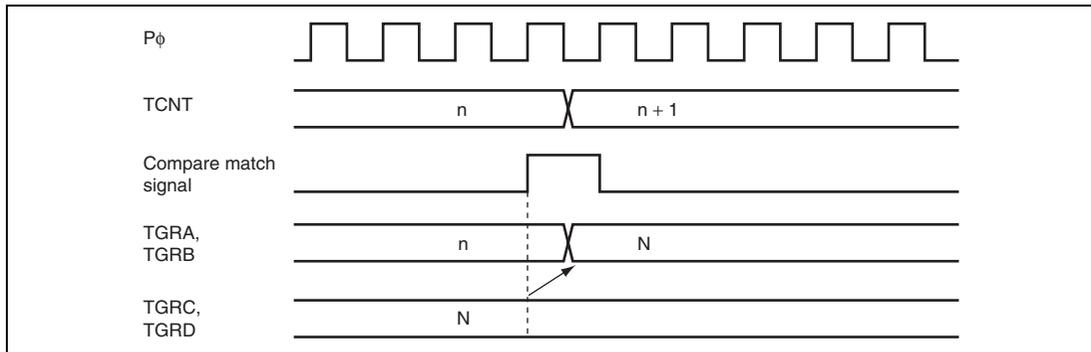 Pϕ
TCNT
n
n + 1
Compare match
signal
TGRA,
TGRB
n
N
TGRC,
TGRD
N